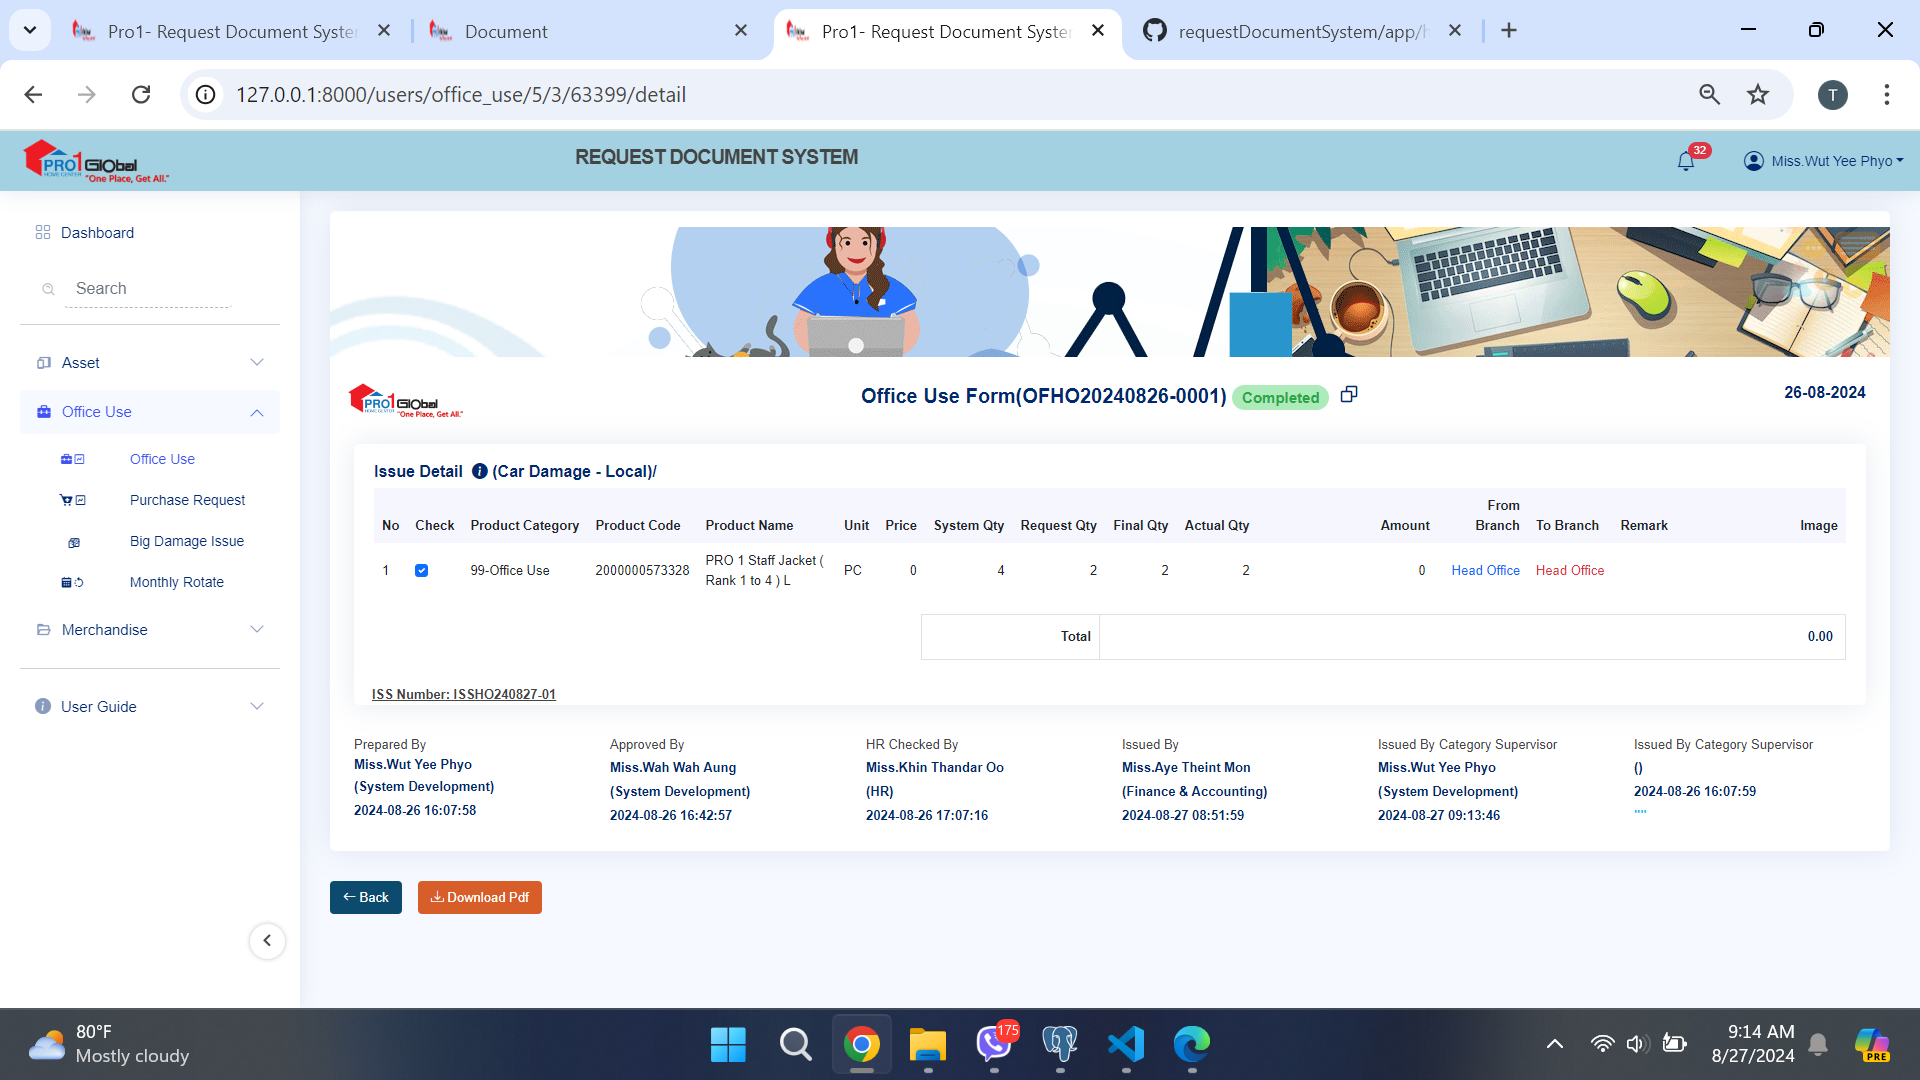 Pro1- Request Document System
Document
Pro1- Request Document System
requestDocumentSystem/app/h
127.0.0.1:8000/users/office_use/5/3/63399/detail
T
PRO1 Global
HOME CENTER
"One Place, Get All."
REQUEST DOCUMENT SYSTEM
32
Miss.Wut Yee Phyo
Dashboard
Search
Asset
Office Use
Office Use
Purchase Request
Big Damage Issue
Monthly Rotate
Merchandise
User Guide
PRO1 Global
HOME CENTER
"One Place, Get All."
Office Use Form(OFHO20240826-0001) Completed
26-08-2024
Issue Detail (Car Damage - Local)/
No Check Product Category Product Code Product Name Unit Price System Qty Request Qty Final Qty Actual Qty Amount From Branch To Branch Remark Image
1 99-Office Use 2000000573328 PRO 1 Staff Jacket ( Rank 1 to 4 ) L PC 0 4 2 2 2 0 Head Office Head Office
Total 0.00
ISS Number: ISSHO240827-01
Prepared By
Miss.Wut Yee Phyo
(System Development)
2024-08-26 16:07:58
Approved By
Miss.Wah Wah Aung
(System Development)
2024-08-26 16:42:57
HR Checked By
Miss.Khin Thandar Oo
(HR)
2024-08-26 17:07:16
Issued By
Miss.Aye Theint Mon
(Finance & Accounting)
2024-08-27 08:51:59
Issued By Category Supervisor
Miss.Wut Yee Phyo
(System Development)
2024-08-27 09:13:46
Issued By Category Supervisor
()
2024-08-26 16:07:59
""
Back
Download Pdf
80°F
Mostly cloudy
175
9:14 AM
8/27/2024
PRE